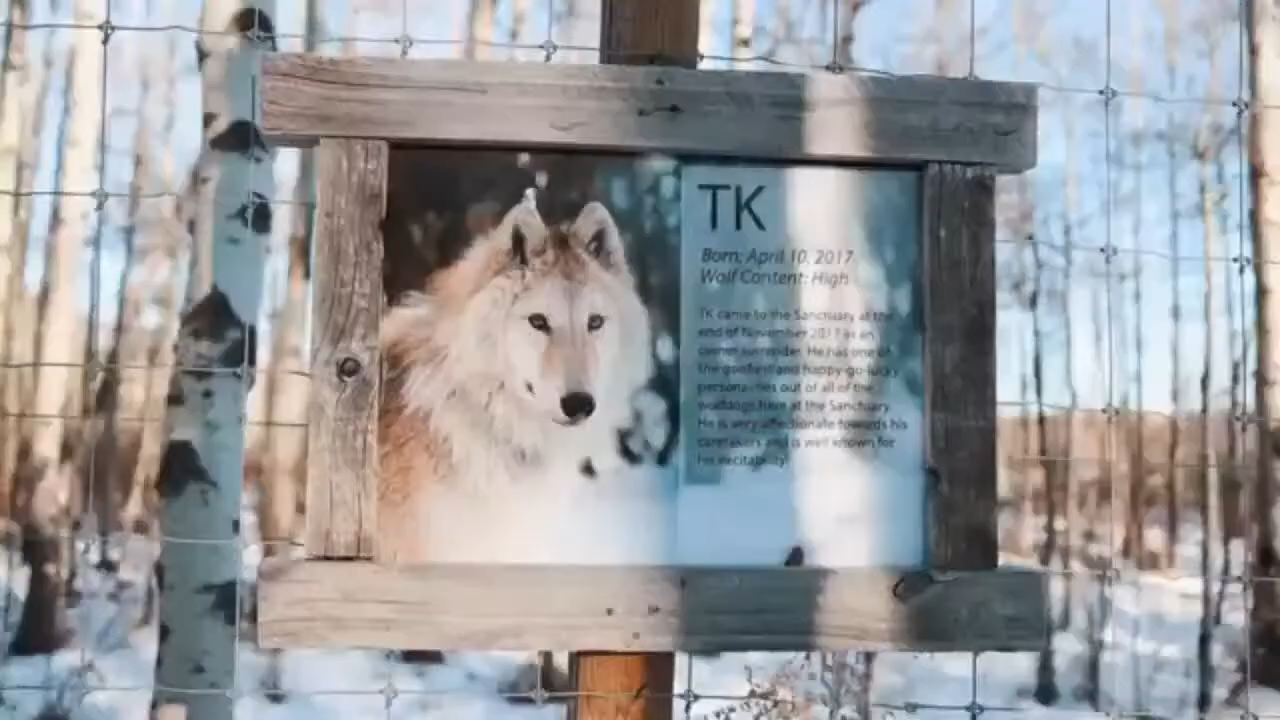 TK
Born: April 10, 2017
Wolf Content: High
TK came to the Sanctuary at the
end of November 2017 as an
owner surrender. He has one of
the goofiest and happy-go-lucky
personalities out of all of the
wolfdogs here at the Sanctuary.
He is very affectionate towards his
caretakers and is well known for
his excitability!